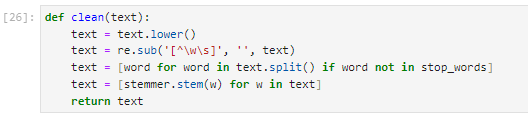 [26]: def clean(text):
    text = text.lower()
    text = re.sub('[^\w\s]', '', text)
    text = [word for word in text.split() if word not in stop_words]
    text = [stemmer.stem(w) for w in text]
    return text